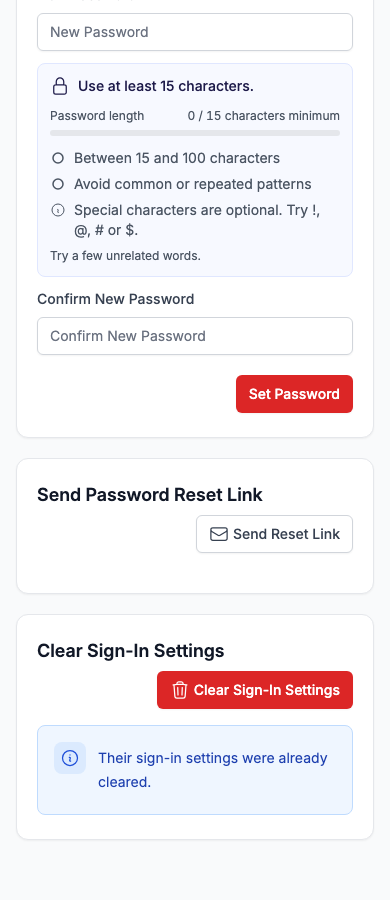 New Password
Use at least 15 characters.
Password length 0 / 15 characters minimum
Between 15 and 100 characters
Avoid common or repeated patterns
Special characters are optional. Try !,
@, # or $.
Try a few unrelated words.
Confirm New Password
Confirm New Password
Set Password
Send Password Reset Link
Send Reset Link
Clear Sign-In Settings
Clear Sign-In Settings
Their sign-in settings were already
cleared.